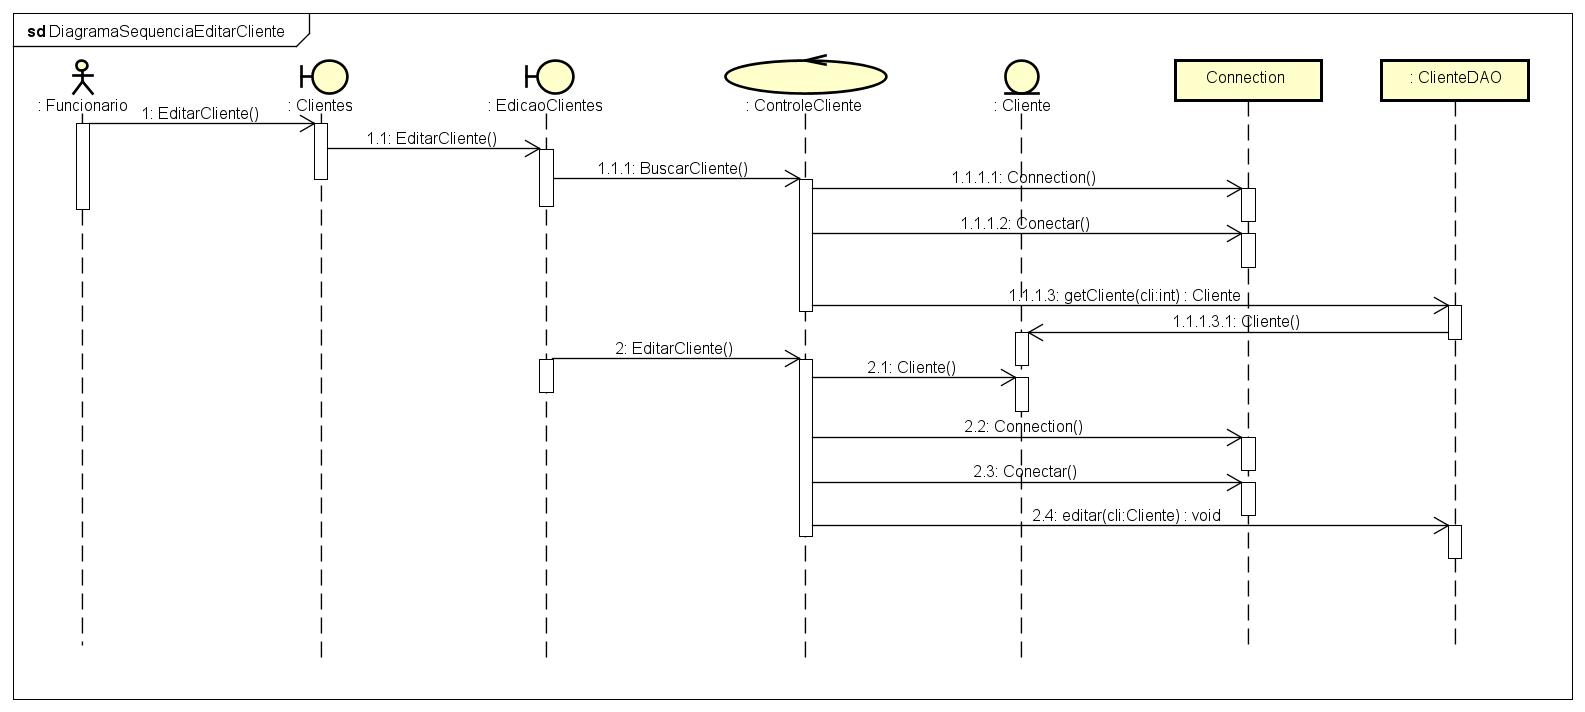 sd DiagramaSequenciaEditarCliente
: Funcionario
: Clientes
: EdicaoClientes
: ControleCliente
: Cliente
Connection
: ClienteDAO
1: EditarCliente()
1.1: EditarCliente()
1.1.1: BuscarCliente()
1.1.1.1: Connection()
1.1.1.2: Conectar()
1.1.1.3: getCliente(cli:int) : Cliente
1.1.1.3.1: Cliente()
2: EditarCliente()
2.1: Cliente()
2.2: Connection()
2.3: Conectar()
2.4: editar(cli:Cliente) : void